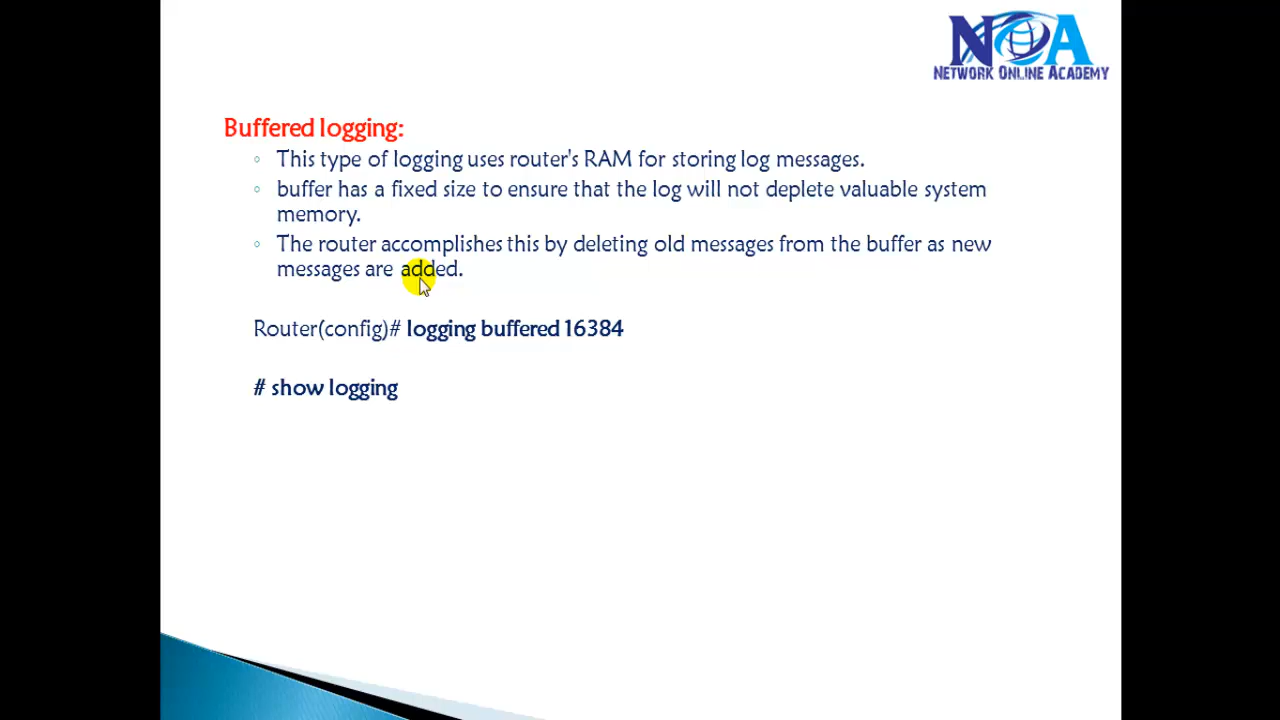 NOA
NETWORK ONLINE ACADEMY
Buffered logging:
◦ This type of logging uses router's RAM for storing log messages.
◦ buffer has a fixed size to ensure that the log will not deplete valuable system
memory.
◦ The router accomplishes this by deleting old messages from the buffer as new
messages are added.
Router(config)# logging buffered 16384
# show logging